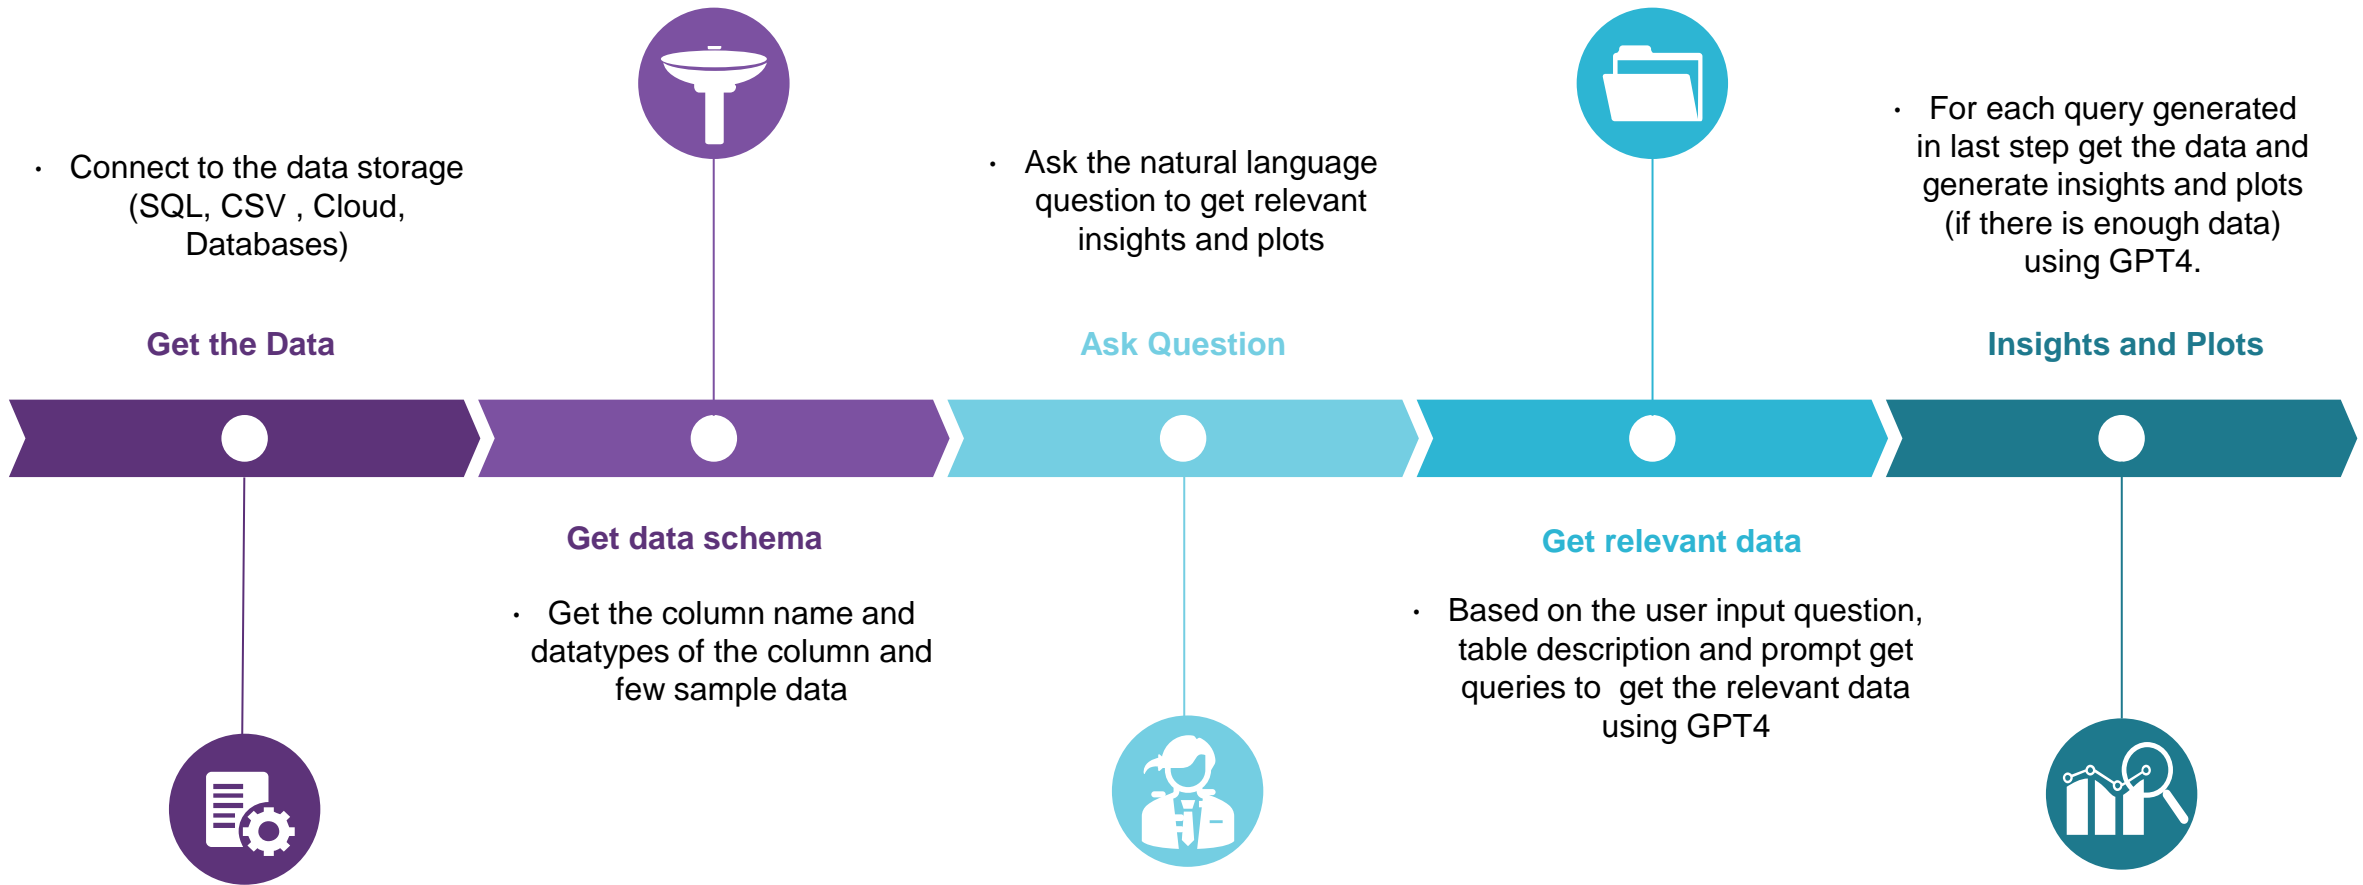 · Connect to the data storage
(SQL, CSV , Cloud,
Databases)
Get the Data
Get data schema
· Get the column name and
datatypes of the column and
few sample data
· Ask the natural language
question to get relevant
insights and plots
Ask Question
Get relevant data
· Based on the user input question,
table description and prompt get
queries to  get the relevant data
using GPT4
· For each query generated
in last step get the data and
generate insights and plots
(if there is enough data)
using GPT4.
Insights and Plots